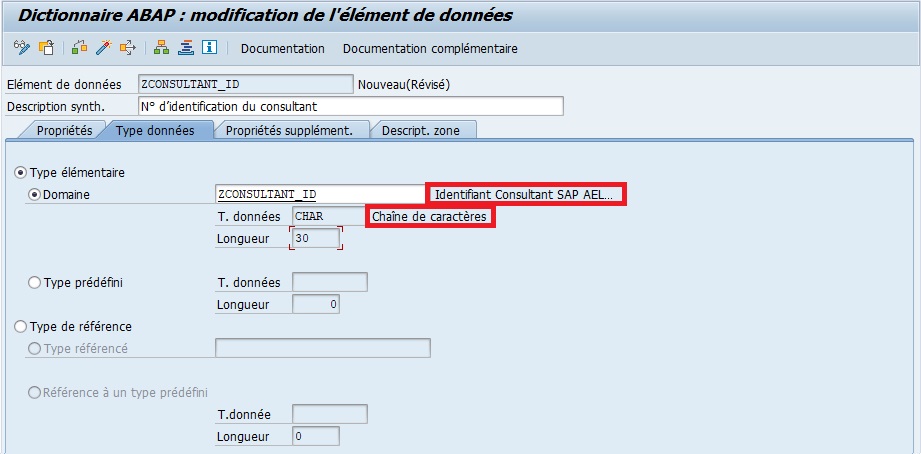 Dictionnaire ABAP : modification de l'élément de données
Documentation Documentation complémentaire
Elément de données ZCONSULTANT_ID Nouveau(Révisé)
Description synth. N° d'identification du consultant
Propriétés Type données Propriétés supplément. Descript. zone
Type élémentaire
Domaine ZCONSULTANT_ID Identifiant Consultant SAP AEL...
T. données CHAR Chaîne de caractères
Longueur 30
Type prédéfini T. données
Longueur 0
Type de référence
Type référencé
Référence à un type prédéfini
T.donnée
Longueur 0